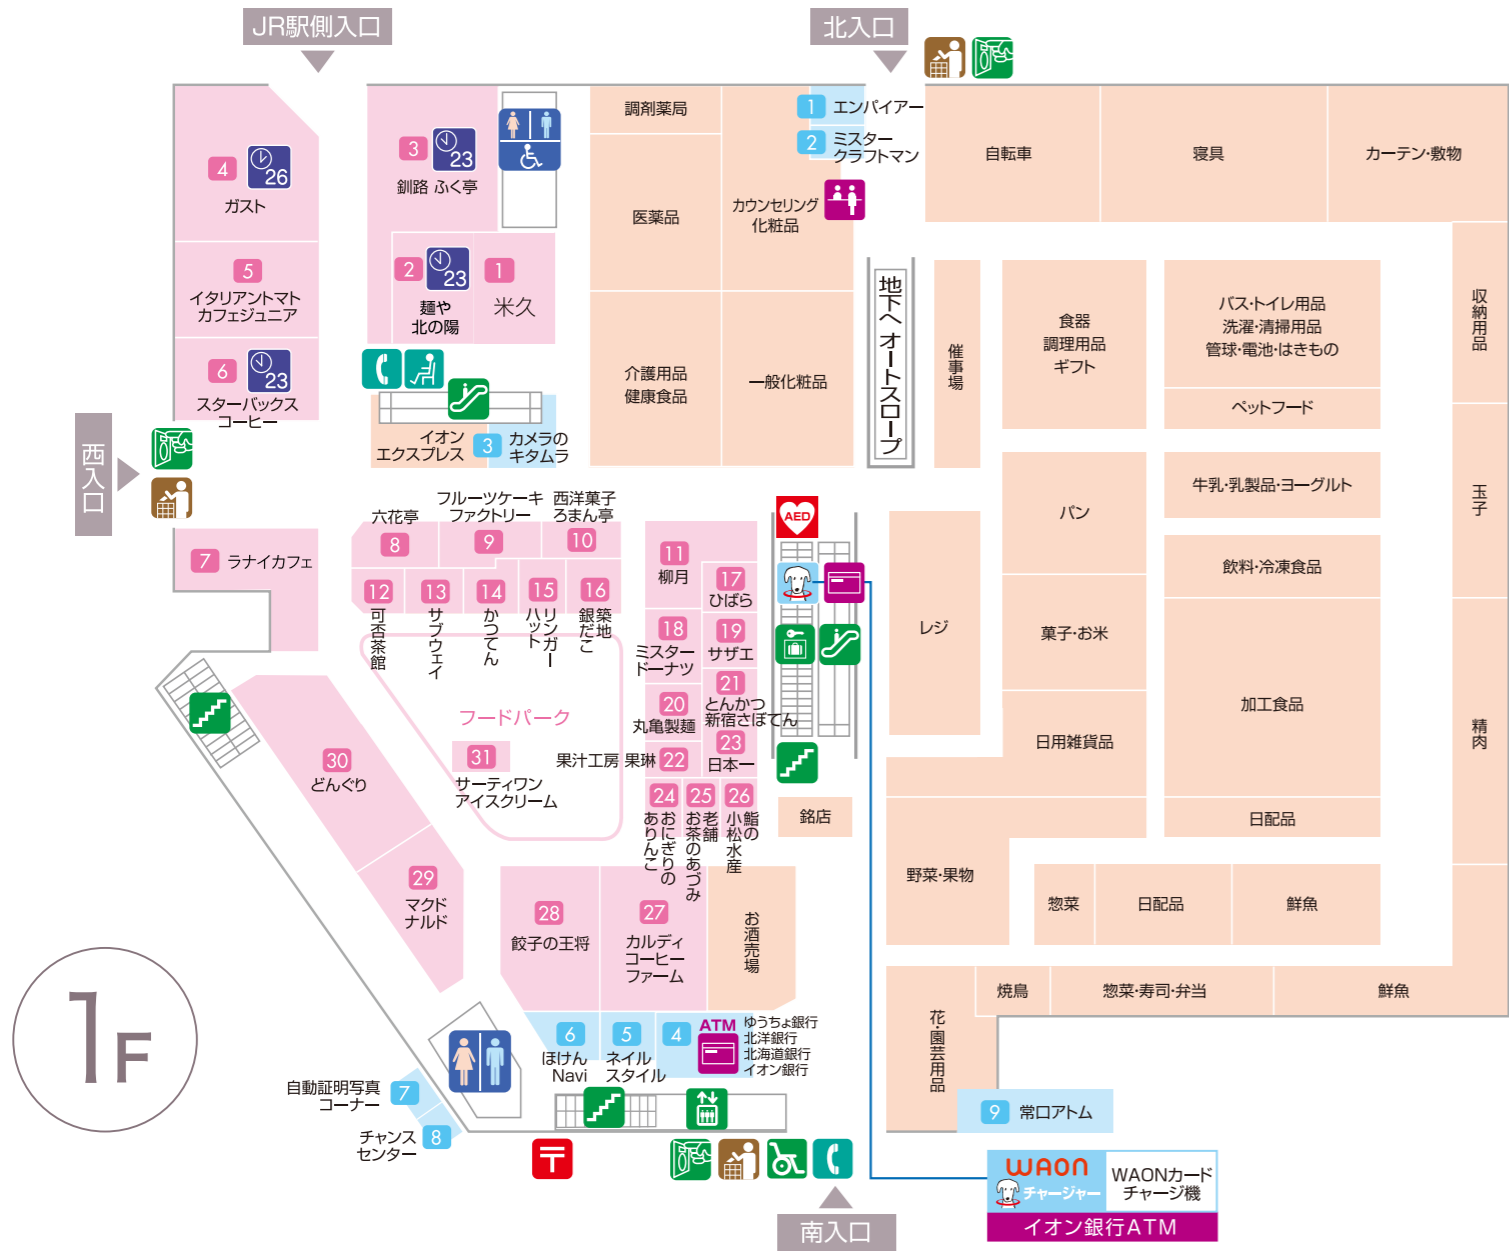 JR駅側入口
北入口
4
26
ガスト
3
23
釧路 ふく亭
調剤薬局
1
エンパイアー
2
ミスター
クラフトマン
自転車
寝具
カーテン・敷物
医薬品
カウンセリング
化粧品
5
イタリアントマト
カフェジュニア
2
23
麺や
北の陽
1
米久
地下へ オートスロープ
催事場
食器
調理用品
ギフト
バス・トイレ用品
洗濯・清掃用品
管球・電池・はきもの
ペットフード
収納用品
6
23
スターバックス
コーヒー
介護用品
健康食品
一般化粧品
イオン
エクスプレス
3
カメラの
キタムラ
西入口
7
ラナイカフェ
六花亭
8
フルーツケーキ
ファクトリー
9
西洋菓子
ろまん亭
10
12
可否茶館
13
サブウェイ
14
かつてん
15
リンガー
ハット
16
築地
銀だこ
11
柳月
17
ひばら
18
ミスター
ドーナツ
19
サザエ
20
丸亀製麺
21
とんかつ
新宿さぼてん
果汁工房 果琳
22
23
日本一
24
おにぎりの
ありんこ
25
老舗
お茶のあづみ
26
鮨の
小松水産
AED
フードパーク
31
サーティワン
アイスクリーム
レジ
パン
牛乳・乳製品・ヨーグルト
玉子
飲料・冷凍食品
菓子・お米
加工食品
日用雑貨品
精肉
銘店
日配品
野菜・果物
惣菜
日配品
鮮魚
焼鳥
惣菜・寿司・弁当
鮮魚
花・園芸用品
30
どんぐり
29
マクド
ナルド
28
餃子の王将
27
カルディ
コーヒー
ファーム
お酒売場
6
ほけん
Navi
5
ネイル
スタイル
4
ATM
ゆうちょ銀行
北洋銀行
北海道銀行
イオン銀行
1F
自動証明写真
コーナー
7
チャンス
センター
8
9
常口アトム
〒
南入口
WAON
チャージャー
WAONカード
チャージ機
イオン銀行ATM